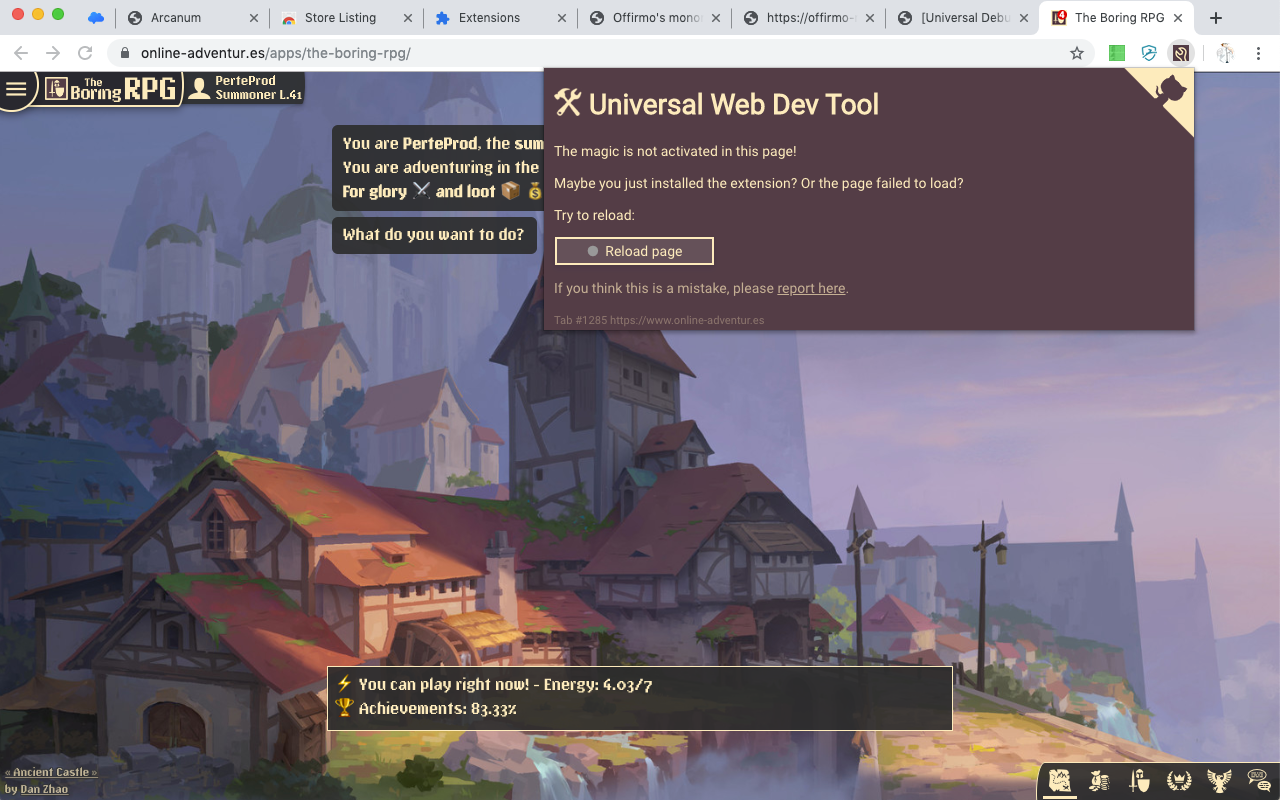 Arcanum
Store Listing
Extensions
Offirmo's mono
https://offirmo-
[Universal Debu
The Boring RPG
online-adventur.es/apps/the-boring-rpg/
4
The
Boring RPG
PerteProd
Summoner L.41
You are PerteProd, the sum
You are adventuring in the
For glory ⚔️ and loot 📦 💰
What do you want to do?
🛠 Universal Web Dev Tool
The magic is not activated in this page!
Maybe you just installed the extension? Or the page failed to load?
Try to reload:
Reload page
If you think this is a mistake, please report here.
Tab #1285 https://www.online-adventur.es
⚡ You can play right now! - Energy: 4.03/7
🏆 Achievements: 83.33%
« Ancient Castle »
by Dan Zhao